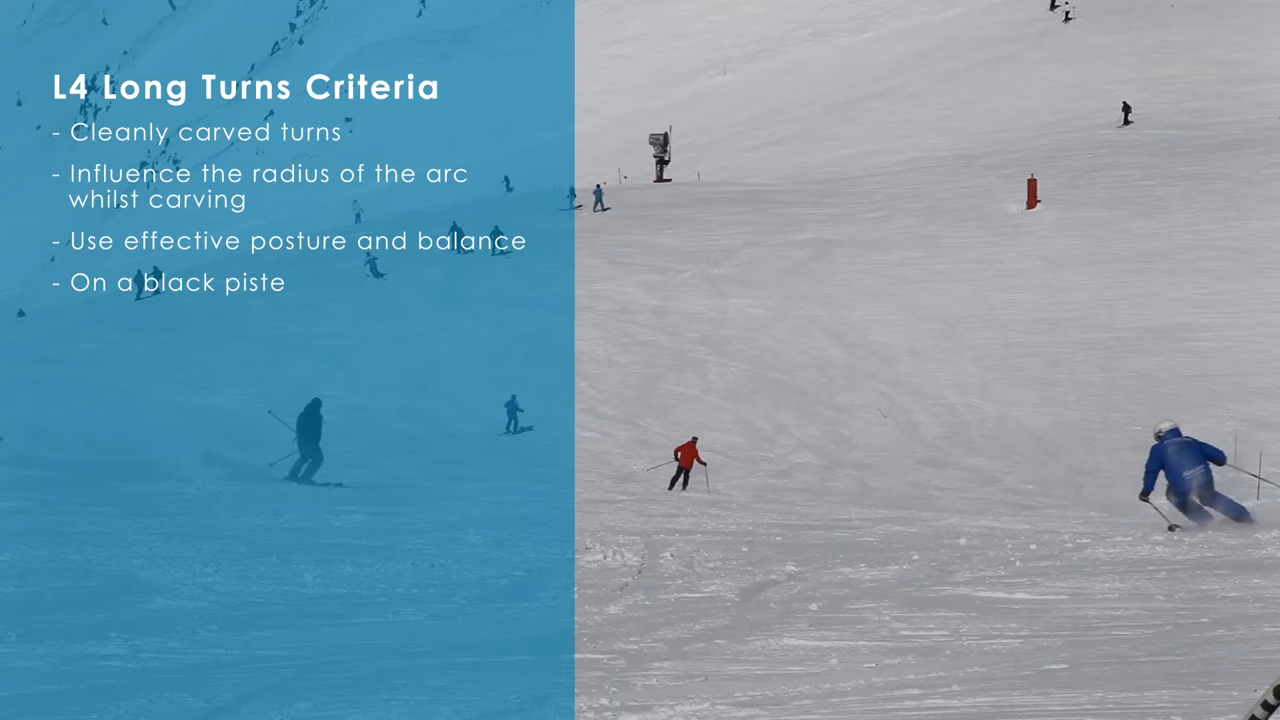 L4 Long Turns Criteria
- Cleanly carved turns
- Influence the radius of the arc
whilst carving
- Use effective posture and balance
- On a black piste